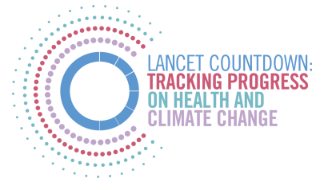 LANCET COUNTDOWN:
TRACKING PROGRESS
ON HEALTH AND
CLIMATE CHANGE